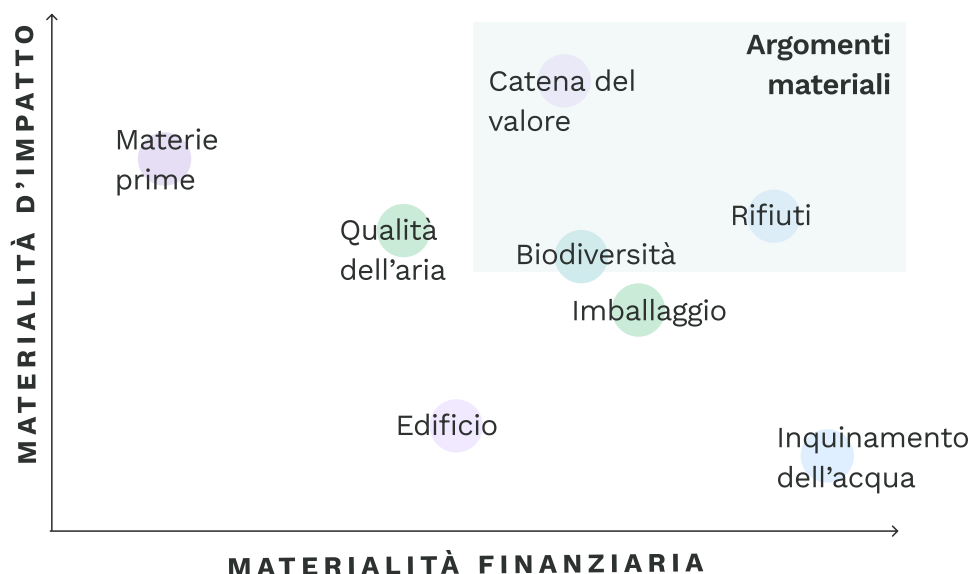 MATERIALITÀ D’IMPATTO
Argomenti
materiali
Catena del
valore
Materie
prime
Qualità
dell’aria
Rifiuti
Biodiversità
Imballaggio
Edificio
Inquinamento
dell’acqua
MATERIALITÀ FINANZIARIA